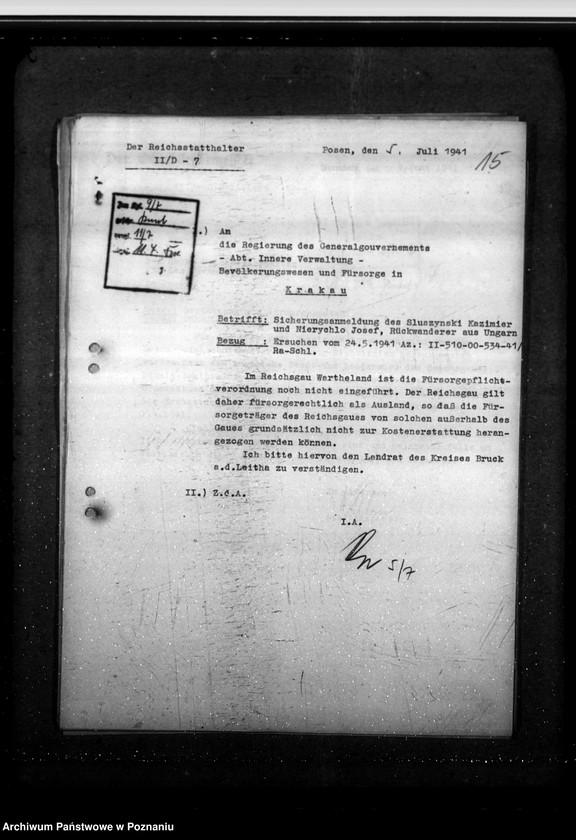 Der Reichsstatthalter
II/D - 7
Posen, den 5. Juli 1941
15
9/7
11/7
.) An
die Regierung des Generalgouvernements
- Abt. Innere Verwaltung -
Bevölkerungswesen und Fürsorge in
Krakau
Betrifft: Sicherungsanmeldung des Sluszynski Kazimier
und Nierychlo Josef, Rückwanderer aus Ungarn
Bezug : Ersuchen vom 24.5.1941 Az.: II-510-00-534-41/
Ra-Schl.
Im Reichsgau Wartheland ist die Fürsorgepflicht-
verordnung noch nicht eingeführt. Der Reichsgau gilt
daher fürsorgerechtlich als Ausland, so daß die Für-
sorgeträger des Reichsgaues von solchen außerhalb des
Gaues grundsätzlich nicht zur Kostenerstattung heran-
gezogen werden können.
Ich bitte hiervon den Landrat des Kreises Bruck
a.d.Leitha zu verständigen.
II.) Z.d.A.
I.A.
5/7
Archiwum Państwowe w Poznaniu